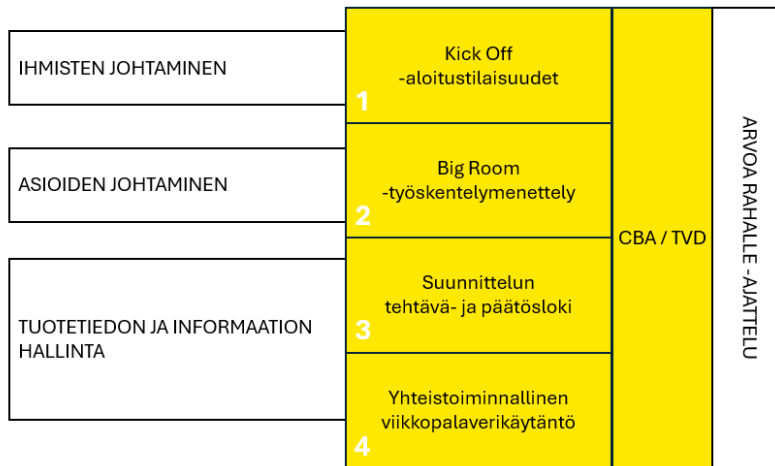 IHMISTEN JOHTAMINEN
Kick Off
-aloitustilaisuudet
1
ASIOIDEN JOHTAMINEN
Big Room
-työskentelymenettely
2
TUOTETIEDON JA INFORMAATION
HALLINTA
Suunnittelun
tehtävä- ja päätösloki
3
Yhteistoiminnallinen
viikkopalaverikäytäntö
4
CBA / TVD
ARVOA RAHALLE -AJATTELU